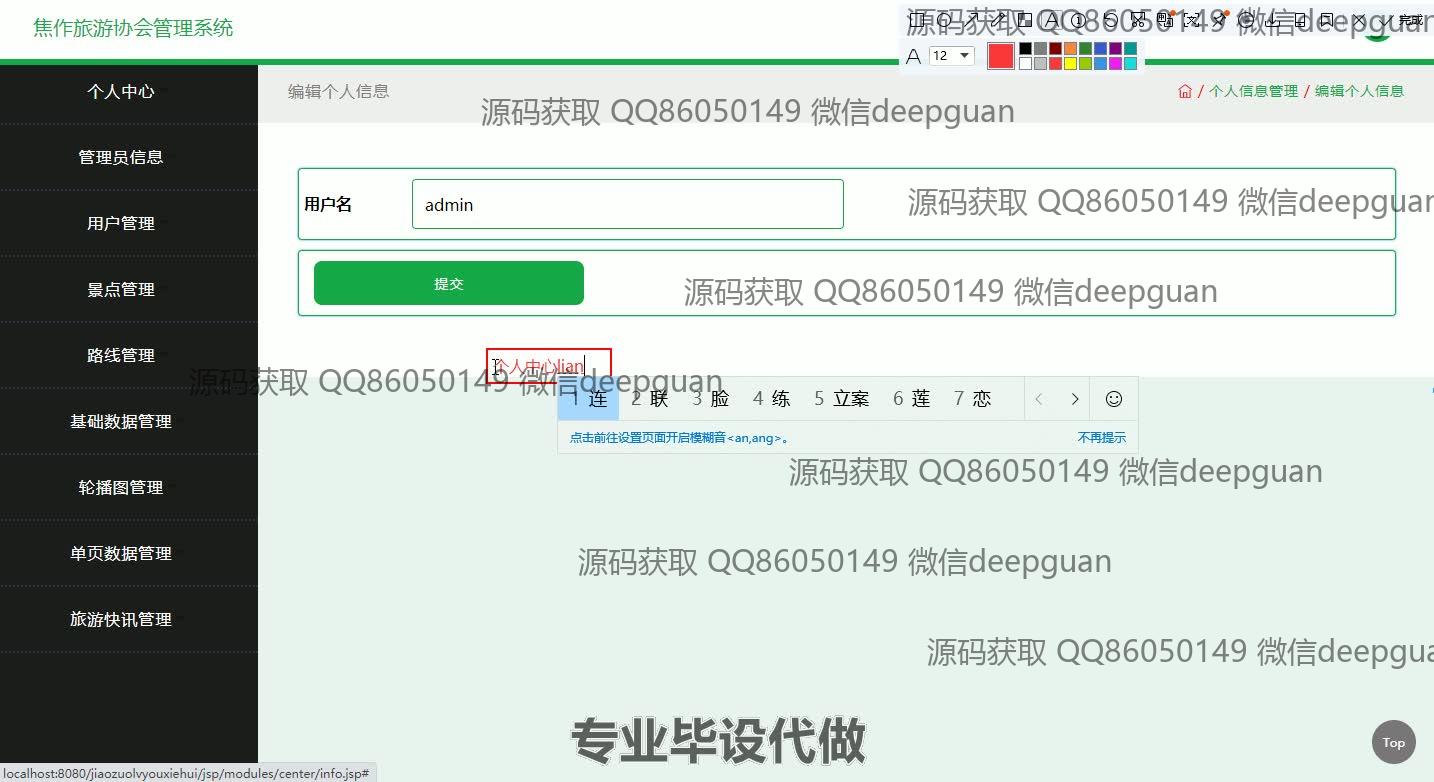 焦作旅游协会管理系统
完成
源码获取 QQ86050149 微信deepguan
A 12
个人中心
管理员信息
用户管理
景点管理
路线管理
基础数据管理
轮播图管理
单页数据管理
旅游快讯管理
编辑个人信息
/ 个人信息管理 / 编辑个人信息
源码获取 QQ86050149 微信deepguan
用户名
admin
源码获取 QQ86050149 微信deepguan
提交
源码获取 QQ86050149 微信deepguan
个人中心lian
源码获取 QQ86050149 微信deepguan
1 连 2 联 3 脸 4 练 5 立案 6 莲 7 恋
点击前往设置页面开启模糊音<an,ang>。 不再提示
源码获取 QQ86050149 微信deepguan
源码获取 QQ86050149 微信deepguan
源码获取 QQ86050149 微信deepgua
专业毕设代做
Top
localhost:8080/jiaozuolvyouxiehui/jsp/modules/center/info.jsp#